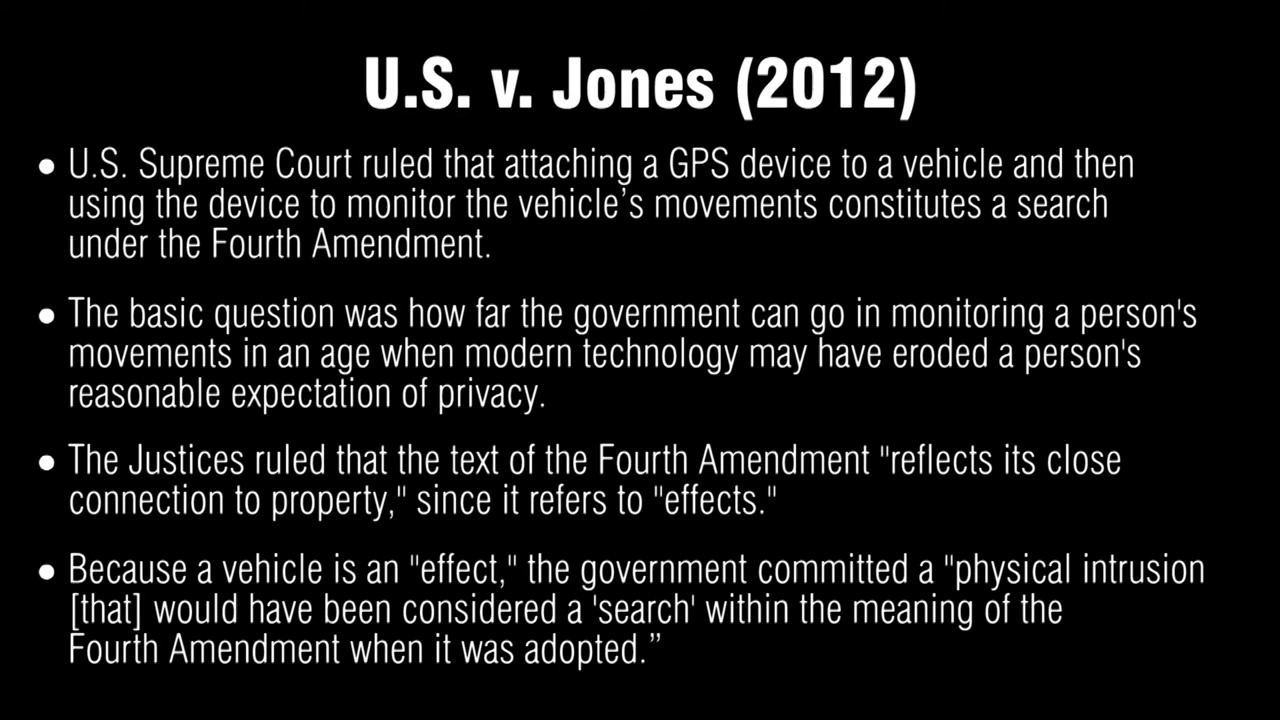 U.S. v. Jones (2012)
• U.S. Supreme Court ruled that attaching a GPS device to a vehicle and then
using the device to monitor the vehicle’s movements constitutes a search
under the Fourth Amendment.
• The basic question was how far the government can go in monitoring a person's
movements in an age when modern technology may have eroded a person's
reasonable expectation of privacy.
• The Justices ruled that the text of the Fourth Amendment "reflects its close
connection to property," since it refers to "effects."
• Because a vehicle is an "effect," the government committed a "physical intrusion
[that] would have been considered a 'search' within the meaning of the
Fourth Amendment when it was adopted.”